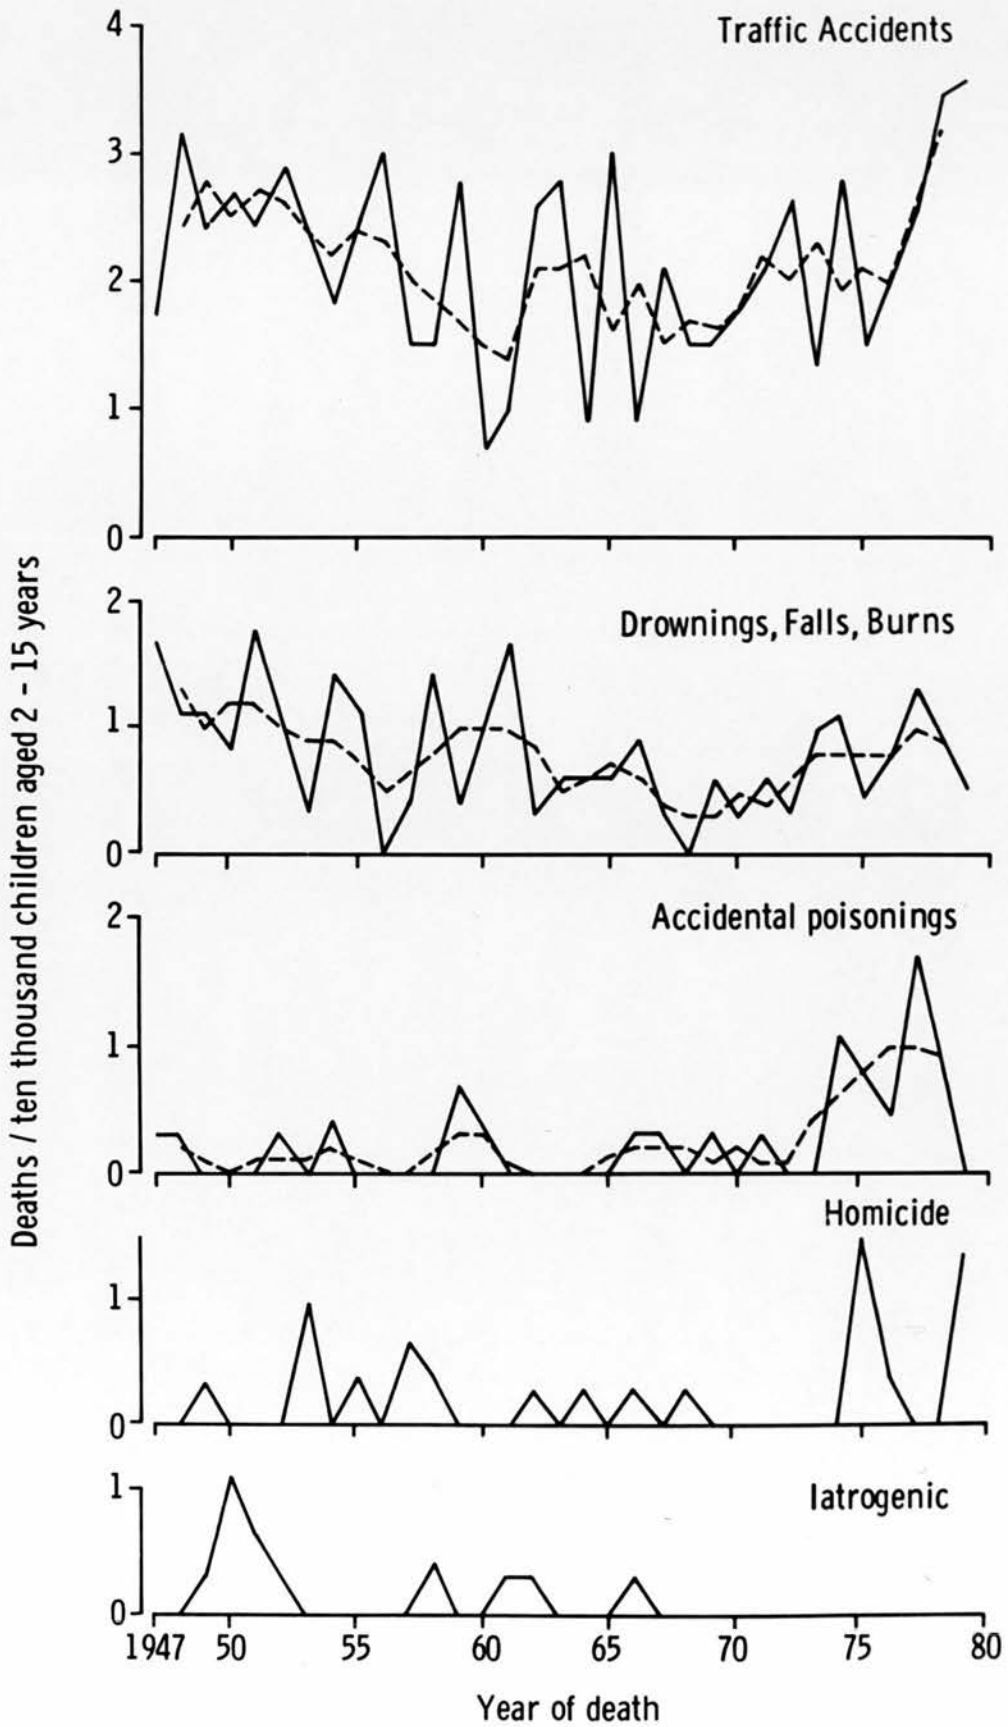 Traffic Accidents
4
3
2
1
0
Drownings, Falls, Burns
2
1
0
Accidental poisonings
2
1
0
Homicide
1
0
Iatrogenic
1
0
1947 50 55 60 65 70 75 80
Year of death
Deaths / ten thousand children aged 2 - 15 years